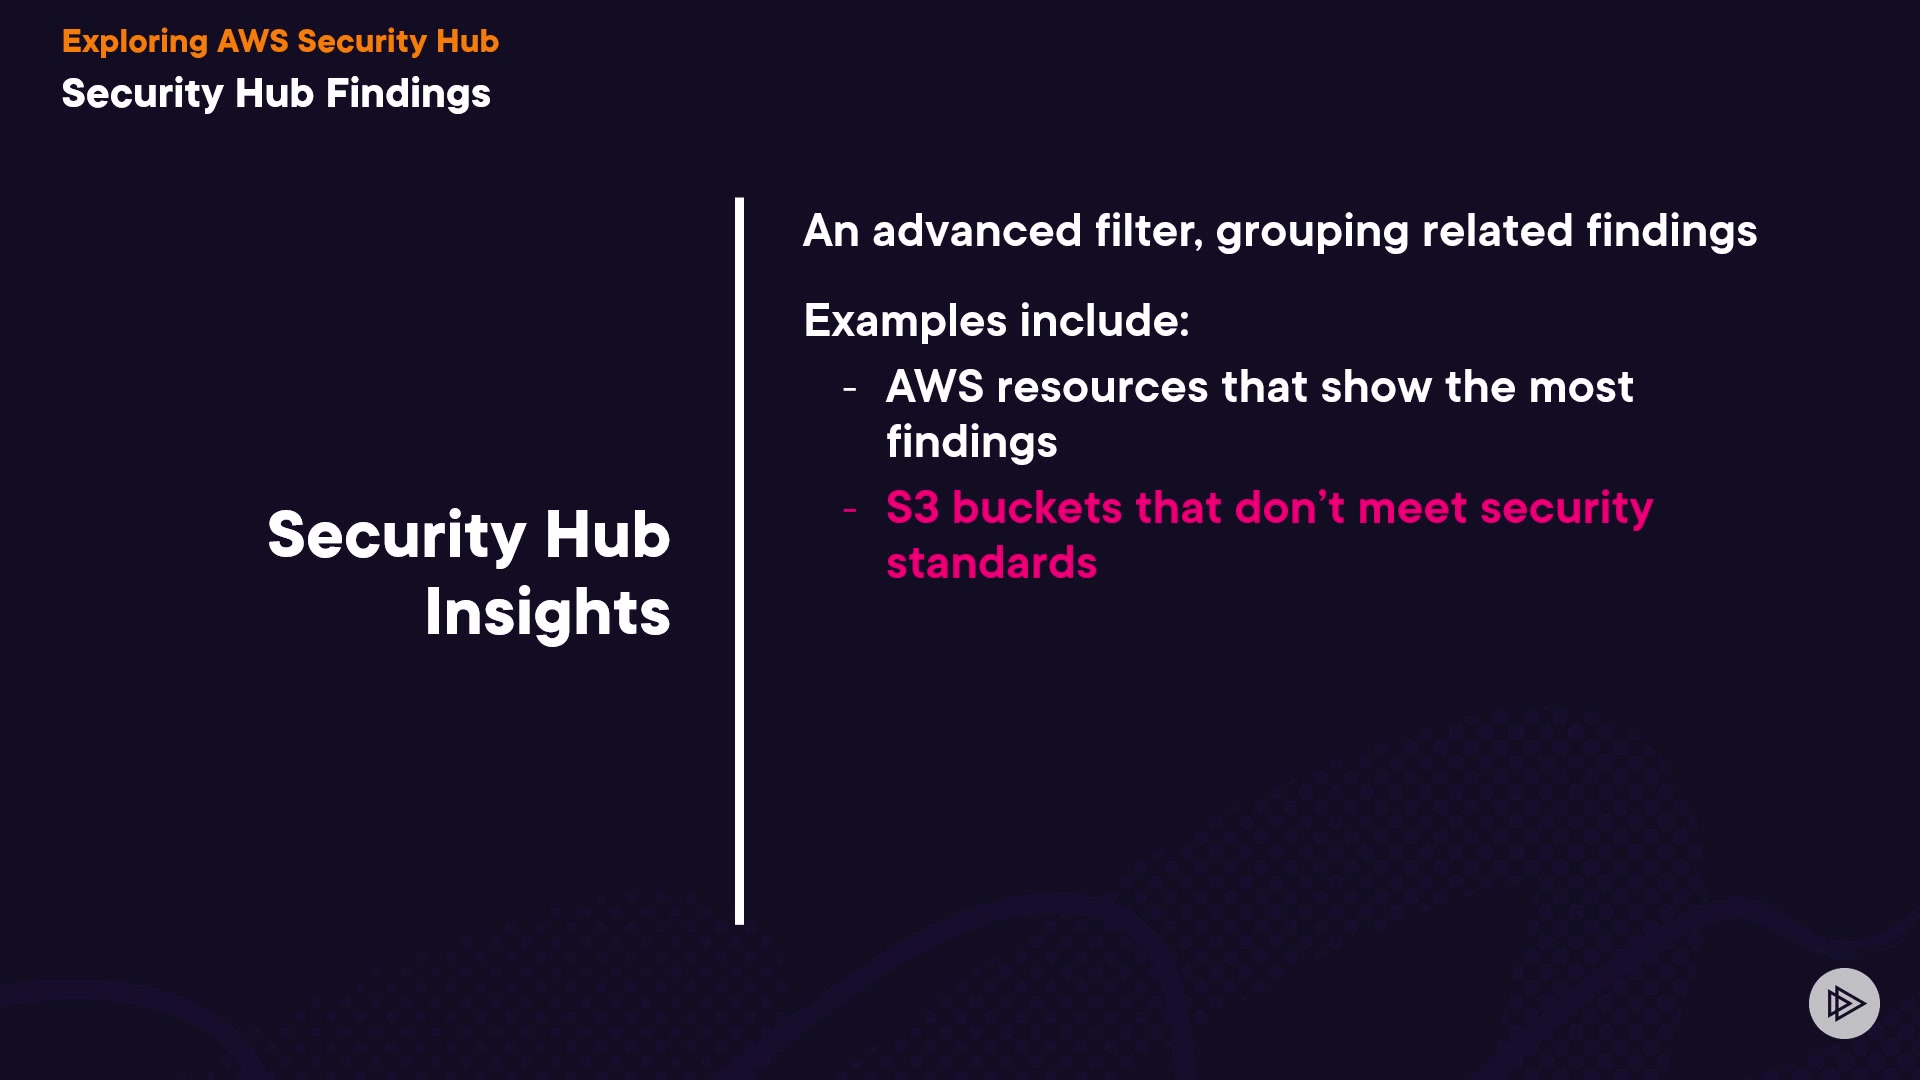 Exploring AWS Security Hub
Security Hub Findings
Security Hub
Insights
An advanced filter, grouping related findings
Examples include:
- AWS resources that show the most
findings
- S3 buckets that don’t meet security
standards